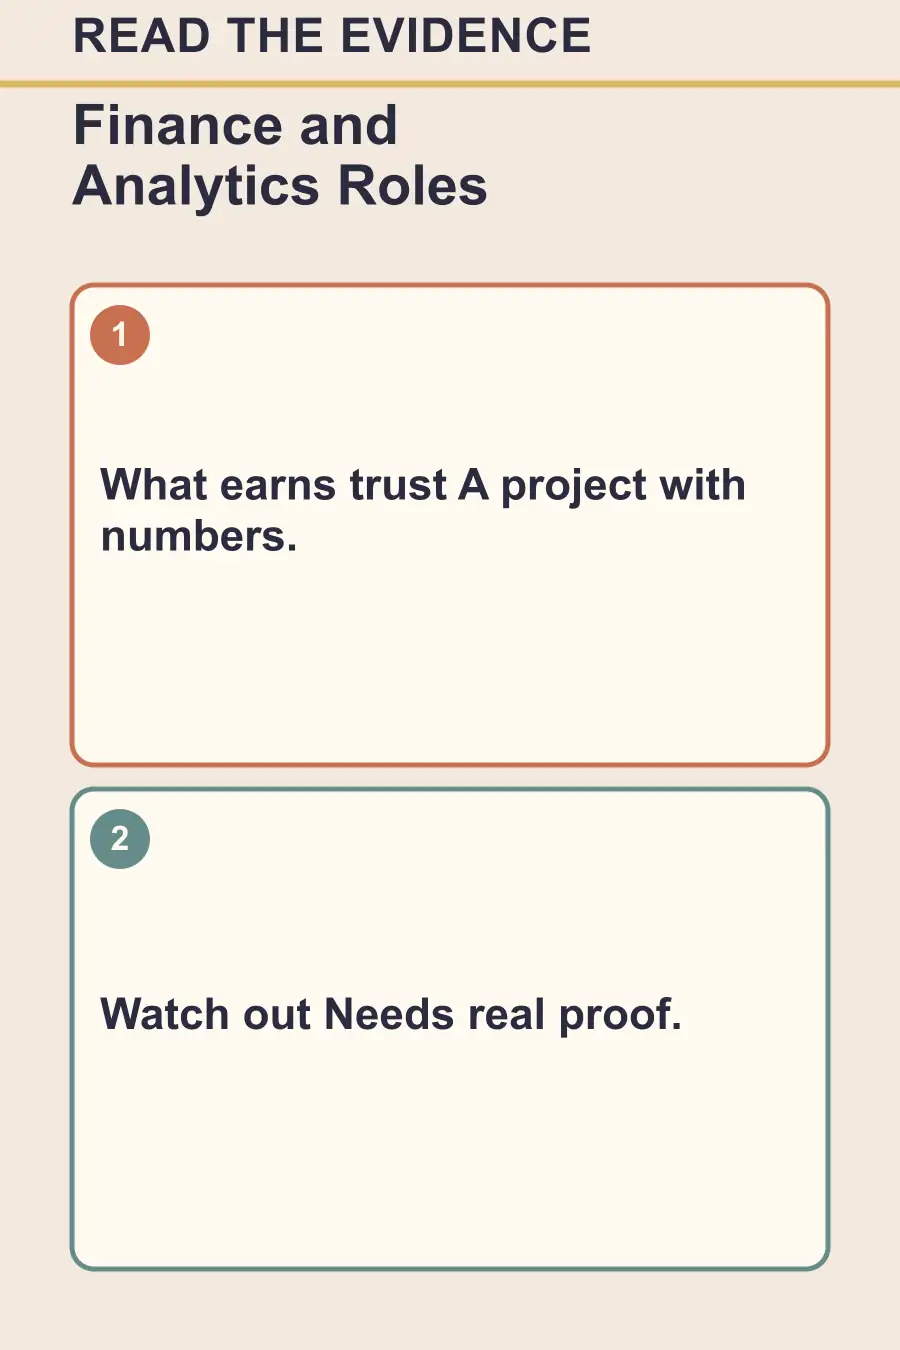 READ THE EVIDENCE
Finance and
Analytics Roles
1
What earns trust A project with
numbers.
2
Watch out Needs real proof.